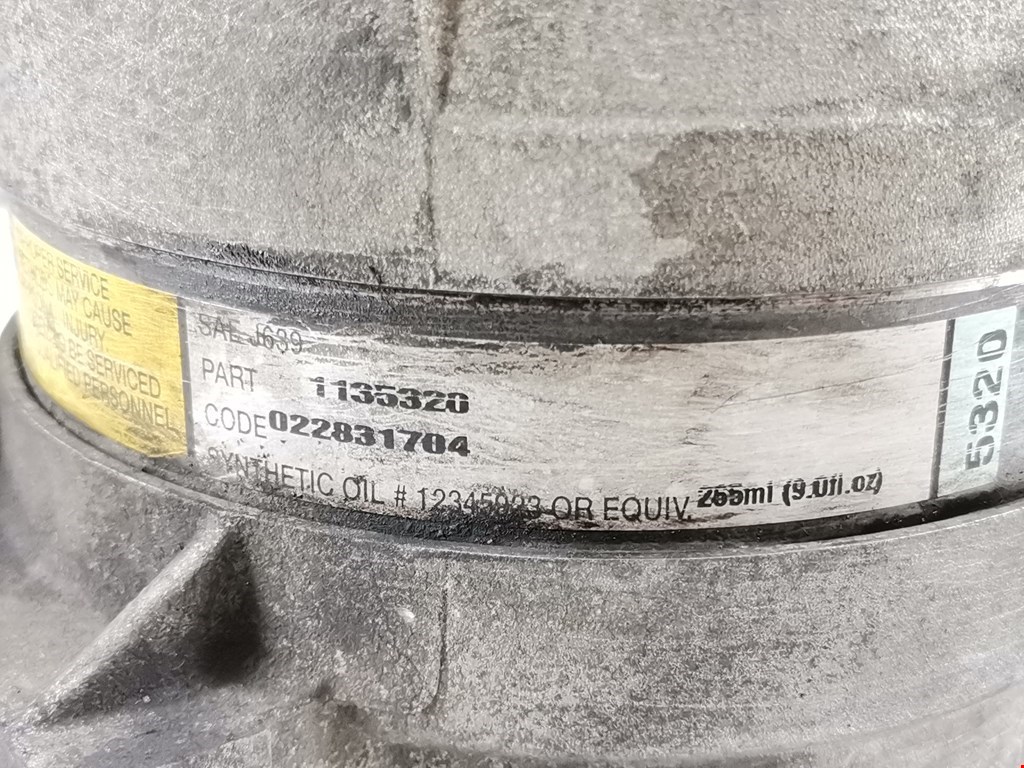 SERVICE
MAY CAUSE
INJURY
BE SERVICED
PERSONNEL
SAE J639
PART 1135320
CODE 022831704
SYNTHETIC OIL # 12345923 OR EQUIV. 265ml (9.0fl.oz)
5320